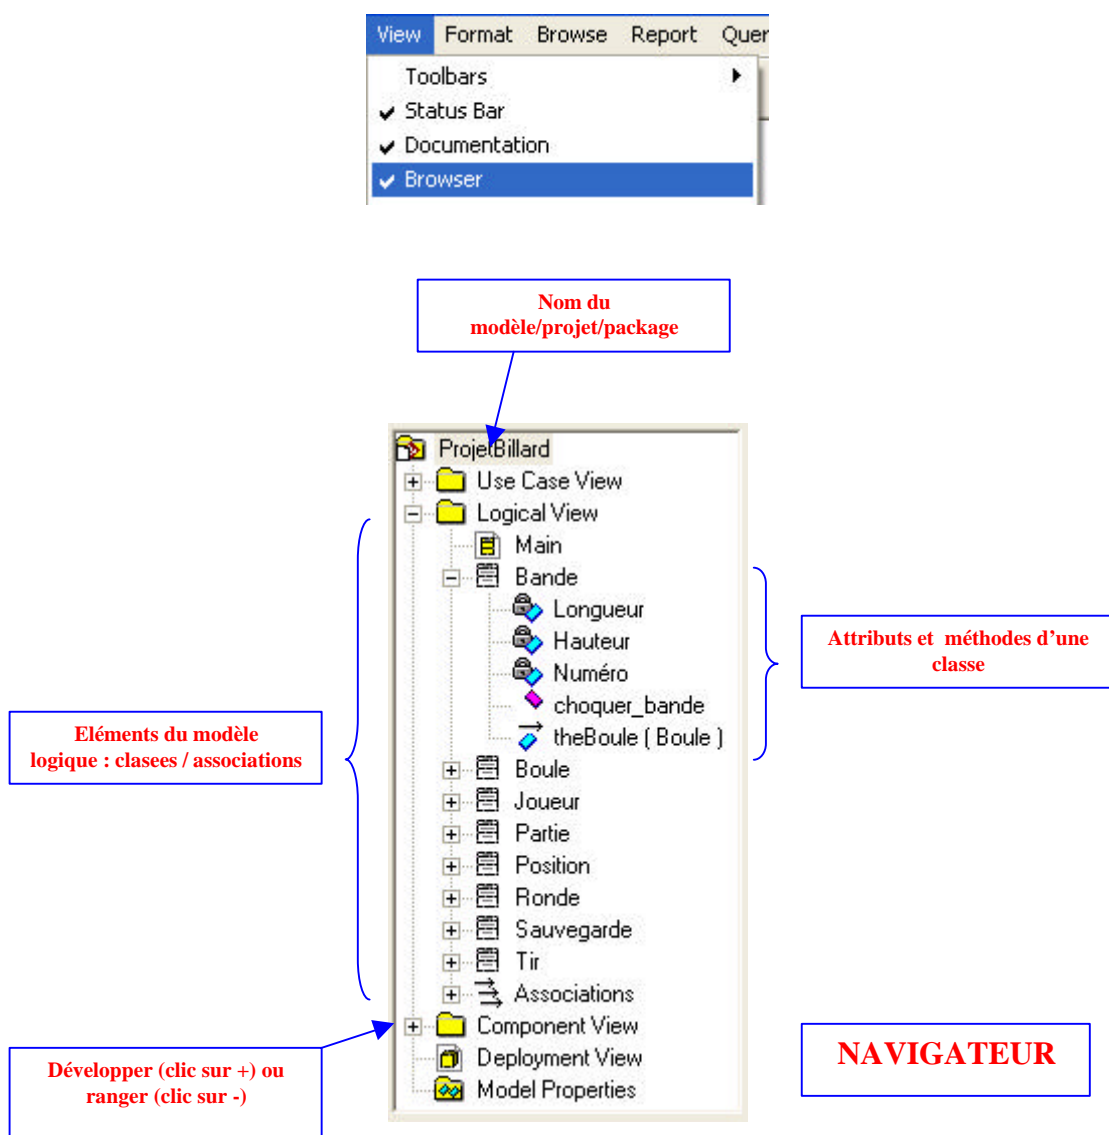 View Format Browse Report Quer
Toolbars
Status Bar
Documentation
Browser
Nom du
modèle/projet/package
ProjetBillard
Use Case View
Logical View
Main
Bande
Longueur
Hauteur
Numéro
choquer_bande
theBoule ( Boule )
Attributs et méthodes d'une
classe
Eléments du modèle
logique : clasees / associations
Boule
Joueur
Partie
Position
Ronde
Sauvegarde
Tir
Associations
Component View
Deployment View
Model Properties
Développer (clic sur +) ou
ranger (clic sur -)
NAVIGATEUR